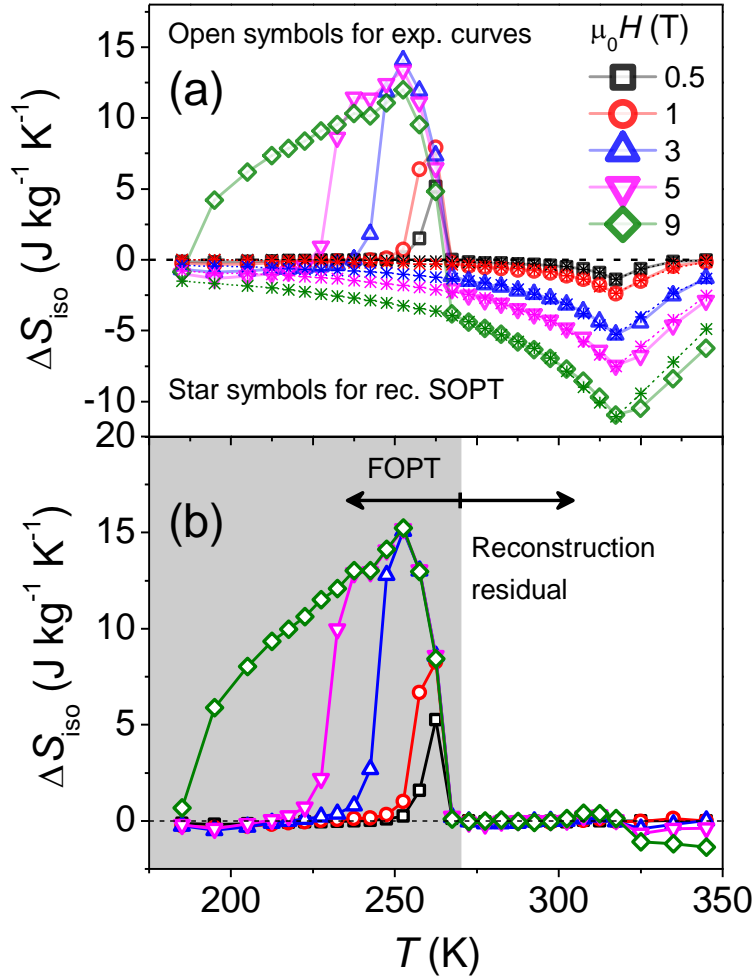 Open symbols for exp. curves
μ₀H (T)
(a)
0.5
1
3
5
9
15
10
5
0
-5
-10
ΔS_iso (J kg⁻¹ K⁻¹)
Star symbols for rec. SOPT
20
15
10
5
0
ΔS_iso (J kg⁻¹ K⁻¹)
FOPT
(b)
Reconstruction
residual
200
250
300
350
T (K)